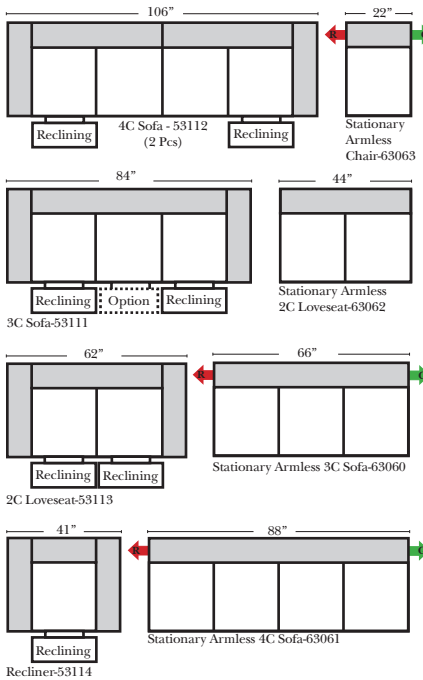 106” 22”
R
Reclining 4C Sofa - 53112 Reclining
(2 Pcs)
Stationary
Armless
Chair-63063
84” 44”
Reclining Option Reclining
3C Sofa-53111
Stationary Armless
2C Loveseat-63062
62” 66”
R
Reclining Reclining
2C Loveseat-53113
Stationary Armless 3C Sofa-63060
41” 88”
R
Reclining
Recliner-53114
Stationary Armless 4C Sofa-63061